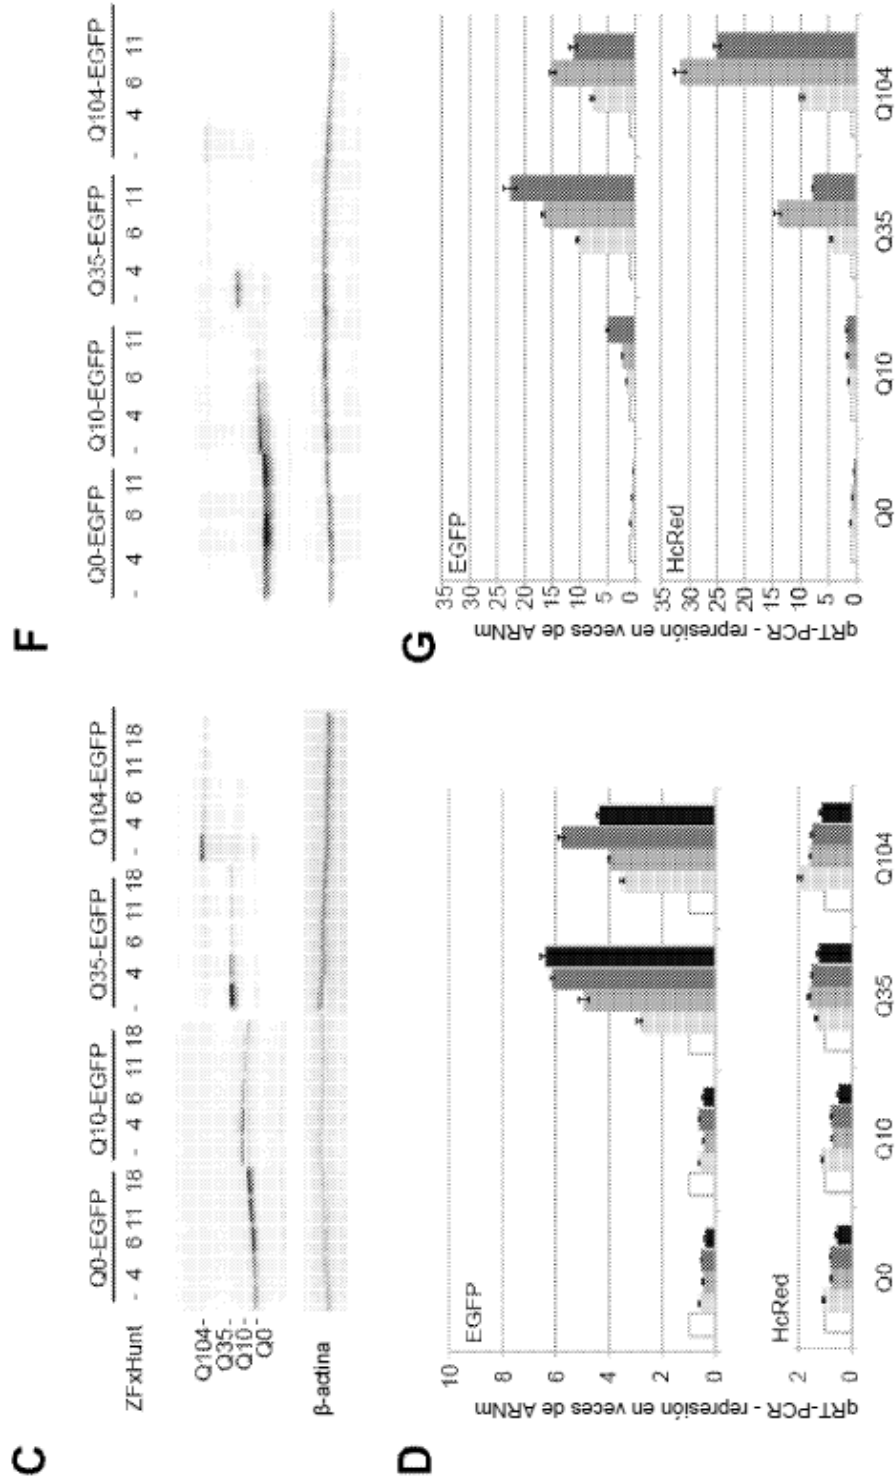 C
ZFxHunt
Q0-EGFP Q10-EGFP Q35-EGFP Q104-EGFP
- 4 6 11 18 - 4 6 11 18 - 4 6 11 18 - 4 6 11 18
Q104-
Q35-
Q10-
Q0
β-actina
F
Q0-EGFP Q10-EGFP Q35-EGFP Q104-EGFP
- 4 6 11 - 4 6 11 - 4 6 11 - 4 6 11
D
qRT-PCR - represión en veces de ARNm
10
8
6
4
2
0
EGFP
2
0
HcRed
Q0 Q10 Q35 Q104
G
qRT-PCR - represión en veces de ARNm
35
30
25
20
15
10
5
0
EGFP
35
30
25
20
15
10
5
0
HcRed
Q0 Q10 Q35 Q104